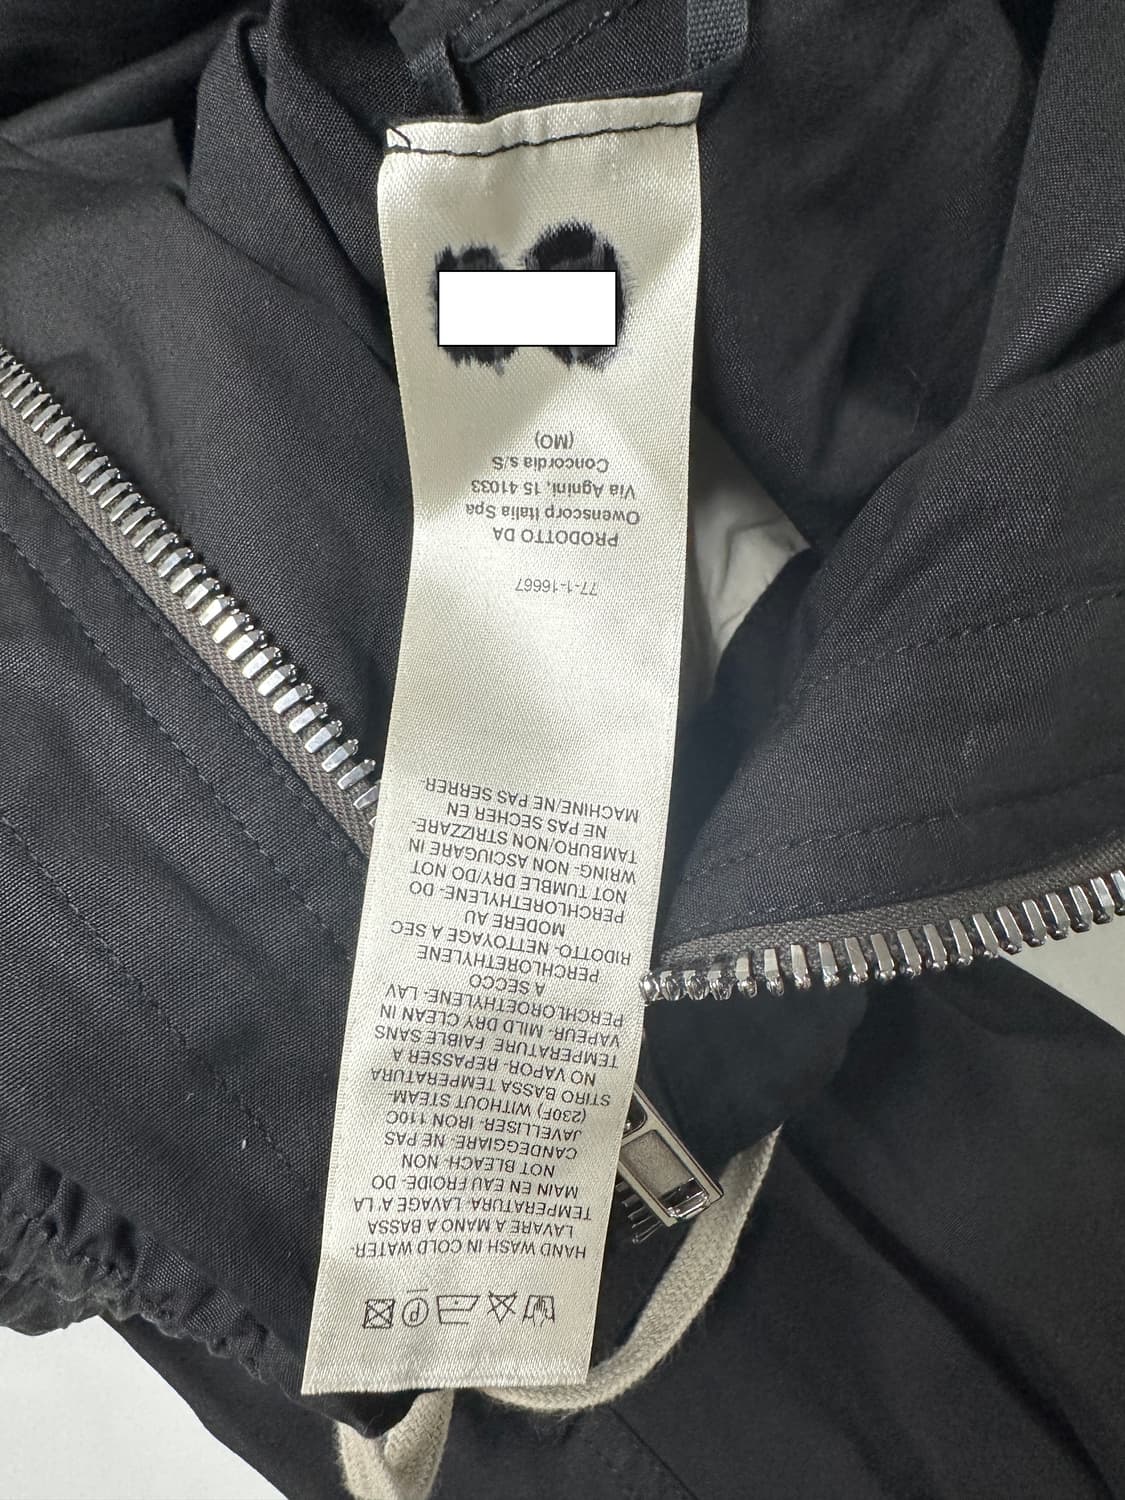 P
HAND WASH IN COLD WATER-
LAVARE A MANO A BASSA
TEMPERATURA- LAVAGE A'LA
MAIN EN EAU FROIDE- DO
NOT BLEACH- NON
CANDEGGIARE- NE PAS
JAVELLISER- IRON 110C
(230F) WITHOUT STEAM-
STIRO BASSA TEMPERATURA
NO VAPOR- REPASSER A
TEMPERATURE FAIBLE SANS
VAPEUR- MILD DRY CLEAN IN
PERCHLOROETHYLENE- LAV
A SECCO
PERCHLORETHYLENE
RIDOTTO- NETTOYAGE A SEC
MODERE AU
PERCHLORETHYLENE- DO
NOT TUMBLE DRY/DO NOT
WRING- NON ASCIUGARE IN
TAMBURO/NON STRIZZARE-
NE PAS SECHER EN
MACHINE/NE PAS SERRER-
77-1-16667
PRODOTTO DA
Owenscorp Italia Spa
Via Agnini, 15 41033
Concordia s/S
(MO)